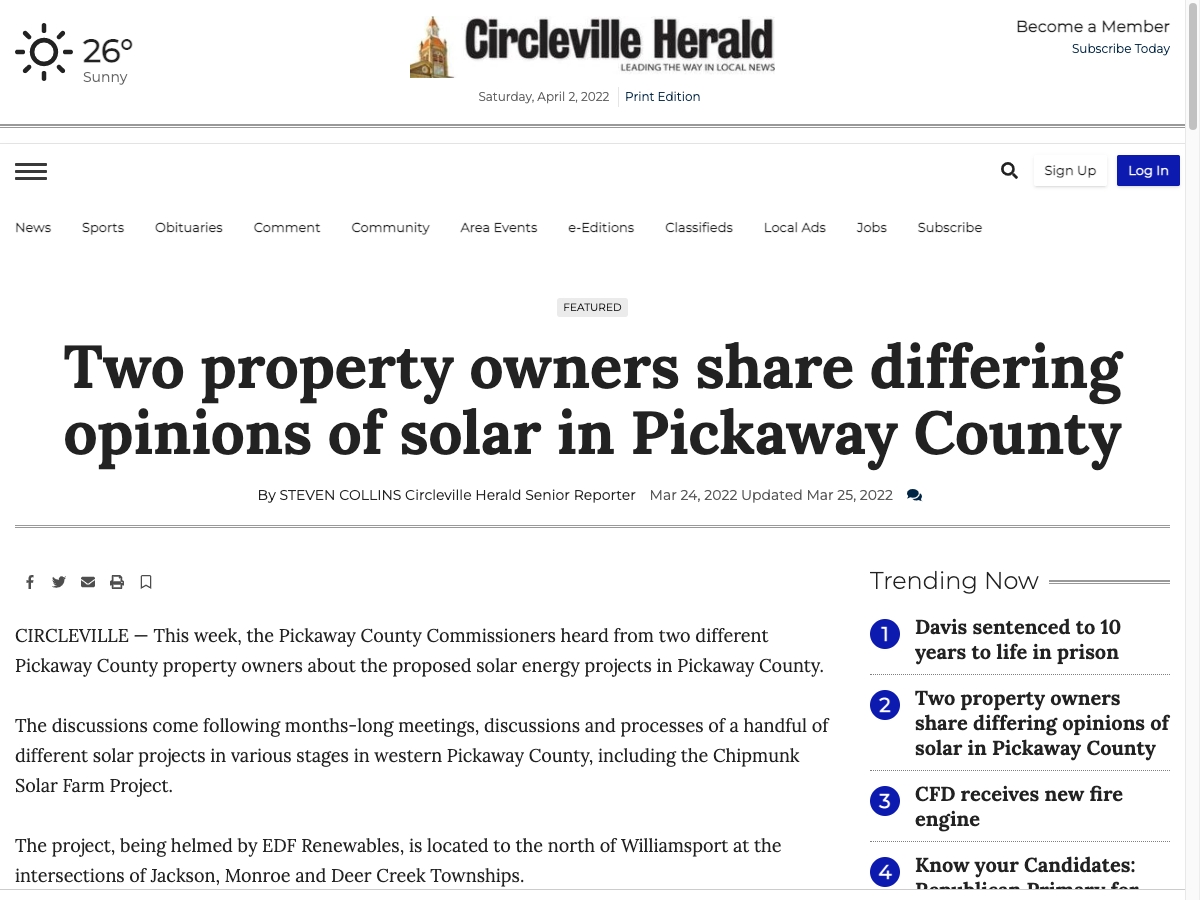 26°
Sunny
Circleville Herald
LEADING THE WAY IN LOCAL NEWS
Saturday, April 2, 2022 Print Edition
Become a Member
Subscribe Today
Sign Up Log In
News Sports Obituaries Comment Community Area Events e-Editions Classifieds Local Ads Jobs Subscribe
FEATURED
Two property owners share differing
opinions of solar in Pickaway County
By STEVEN COLLINS Circleville Herald Senior Reporter Mar 24, 2022 Updated Mar 25, 2022
CIRCLEVILLE — This week, the Pickaway County Commissioners heard from two different
Pickaway County property owners about the proposed solar energy projects in Pickaway County.
The discussions come following months-long meetings, discussions and processes of a handful of
different solar projects in various stages in western Pickaway County, including the Chipmunk
Solar Farm Project.
The project, being helmed by EDF Renewables, is located to the north of Williamsport at the
intersections of Jackson, Monroe and Deer Creek Townships.
Trending Now
1 Davis sentenced to 10
years to life in prison
2 Two property owners
share differing opinions of
solar in Pickaway County
3 CFD receives new fire
engine
4 Know your Candidates:
Republican Primary for